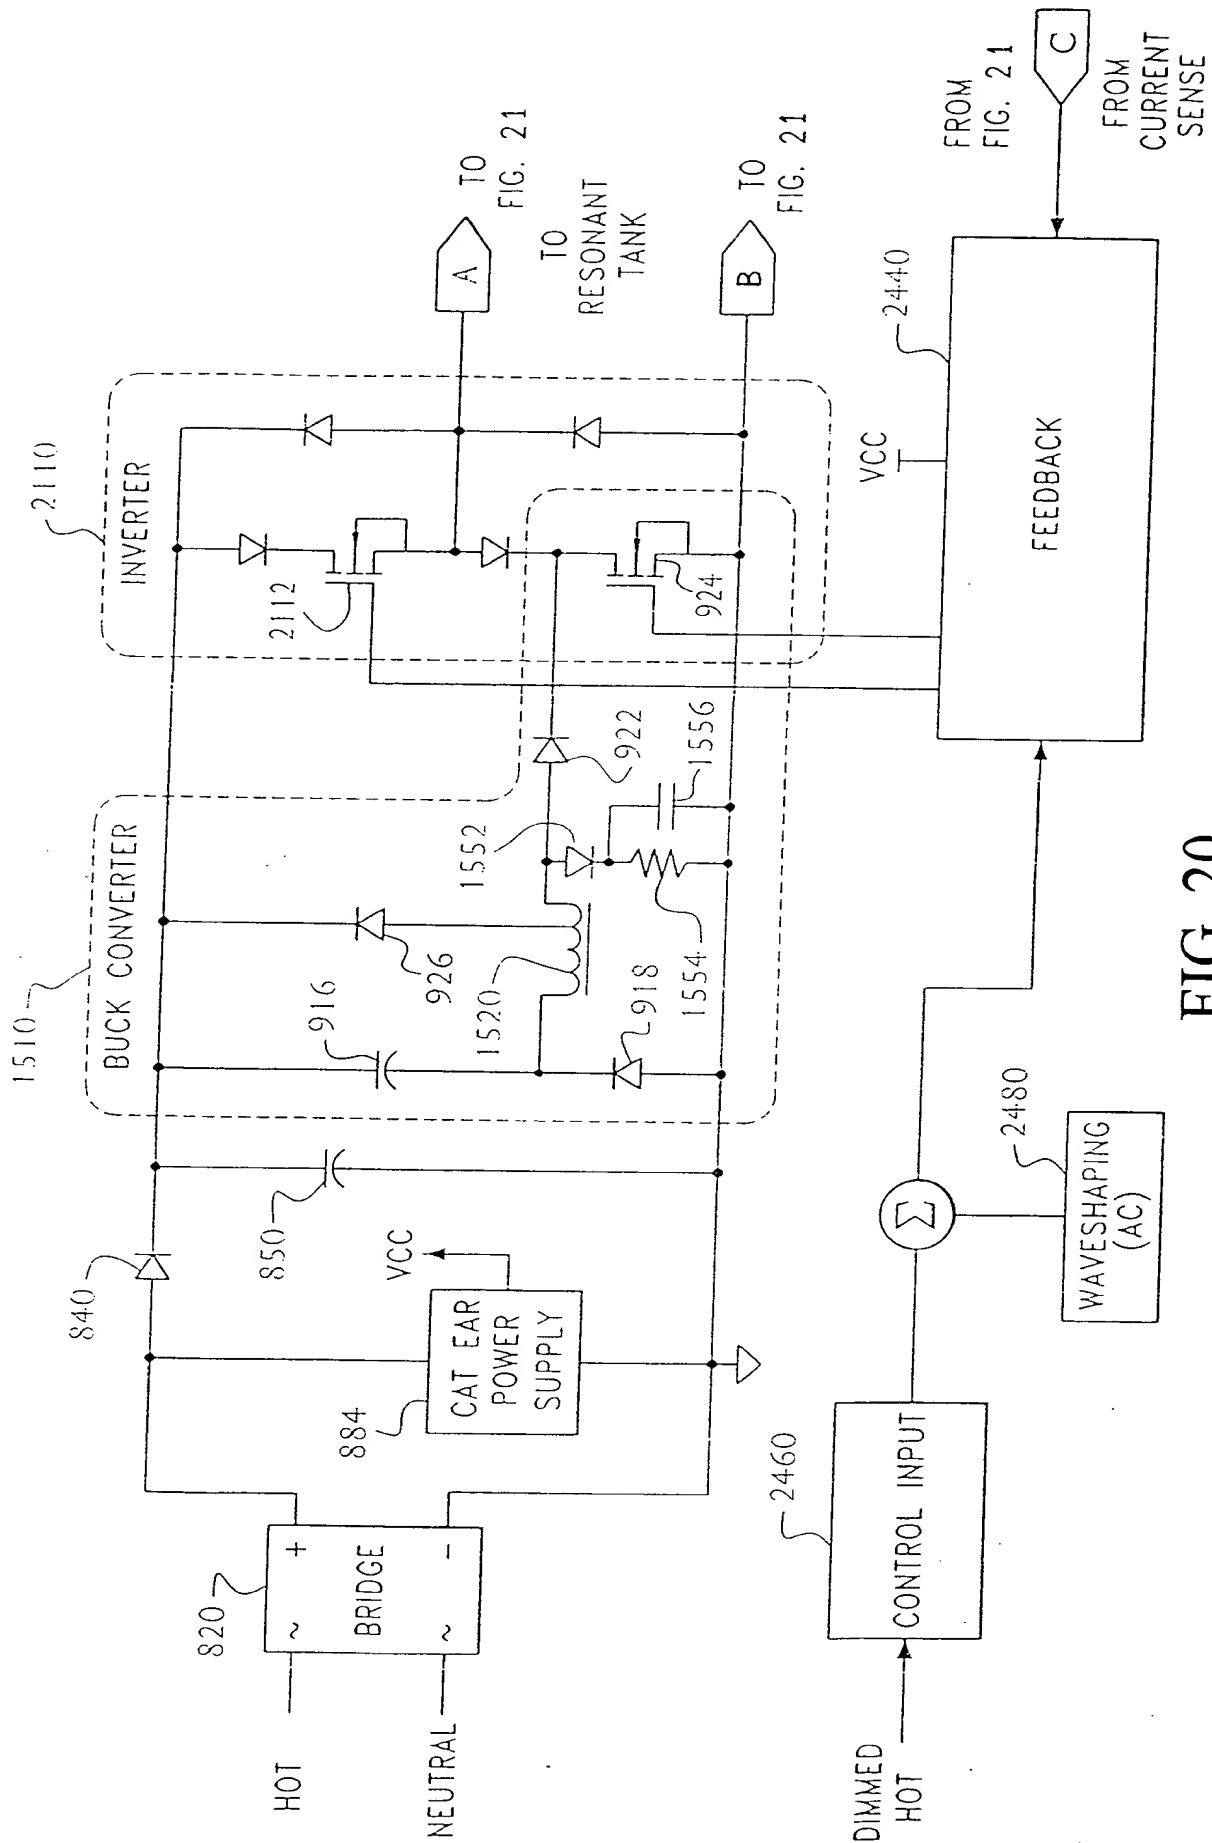 1510
BUCK CONVERTER
2110
INVERTER
840
916
926
1520
1552
2112
A
TO
FIG. 21
TO
RESONANT
TANK
820
HOT
NEUTRAL
~
~
BRIDGE
+
-
884
CAT EAR
POWER
SUPPLY
VCC
850
918
1554
922
1556
924
B
TO
FIG. 21
DIMMED
HOT
2460
CONTROL INPUT
Σ
2480
WAVESHAPING
(AC)
VCC
2440
FEEDBACK
FROM
FIG. 21
C
FROM
CURRENT
SENSE
FIG. 20